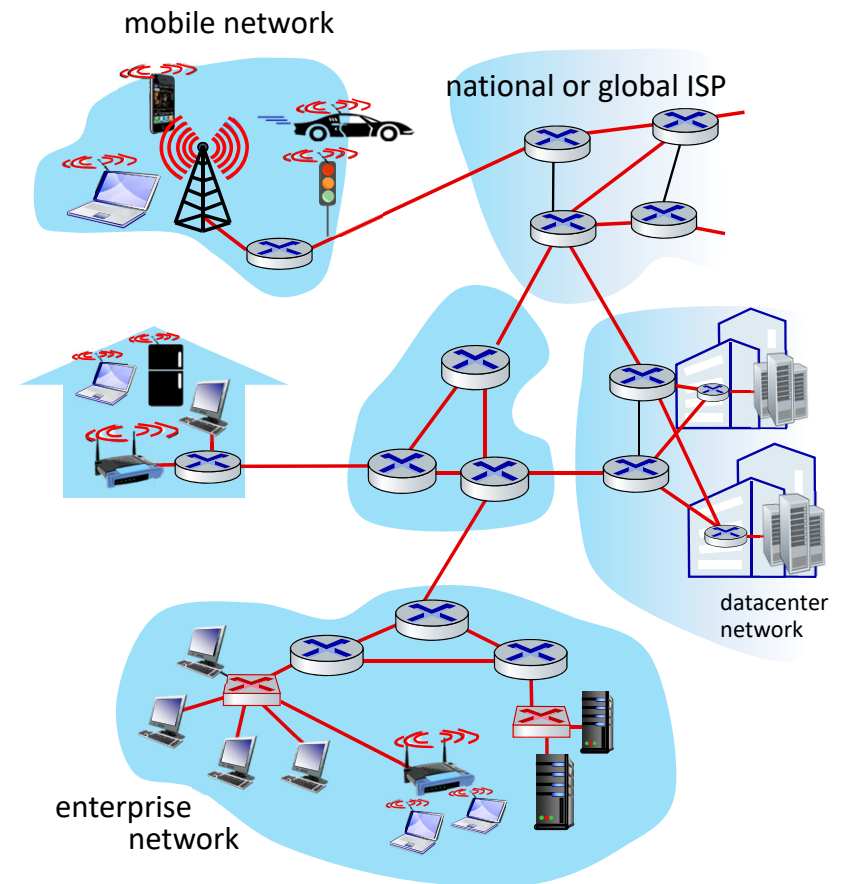 mobile network
national or global ISP
datacenter
network
enterprise
network